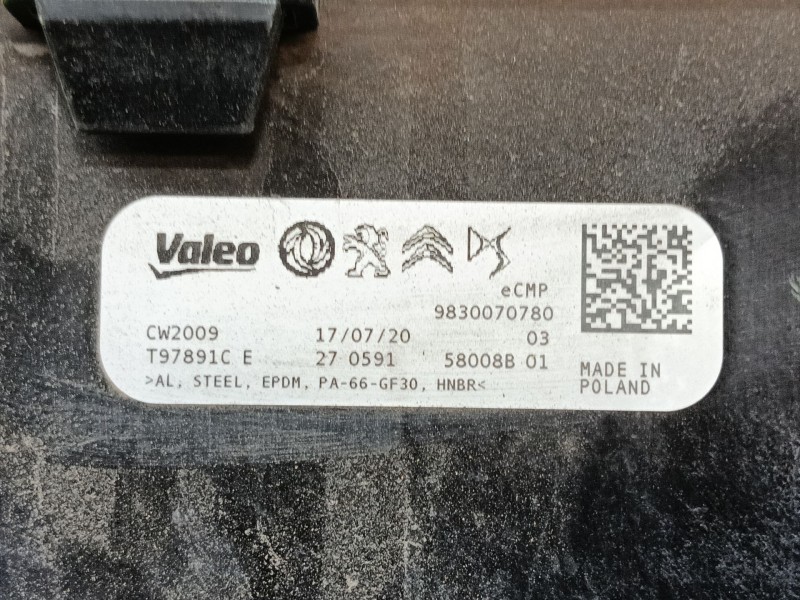 Valeo DS
eCMP
9830070780
CW2009 17/07/20 03
T97891C E 27 0591 58008B 01
>AL, STEEL, EPDM, PA-66-GF30, HNBR<
MADE IN
POLAND